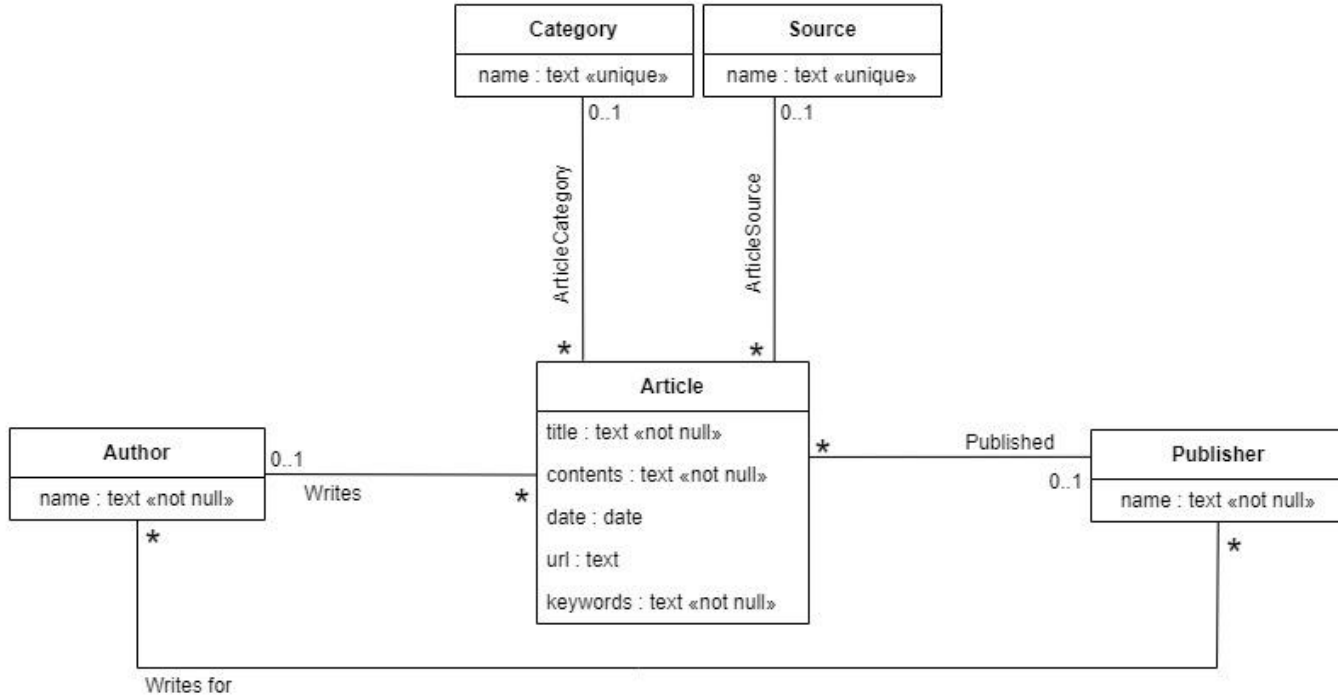 Category
name : text «unique»
Source
name : text «unique»
0..1
0..1
ArticleCategory
ArticleSource
*
*
Article
title : text «not null»
contents : text «not null»
date : date
url : text
keywords : text «not null»
Author
name : text «not null»
0..1
Writes
*
*
Published
0..1
Publisher
name : text «not null»
*
*
Writes for